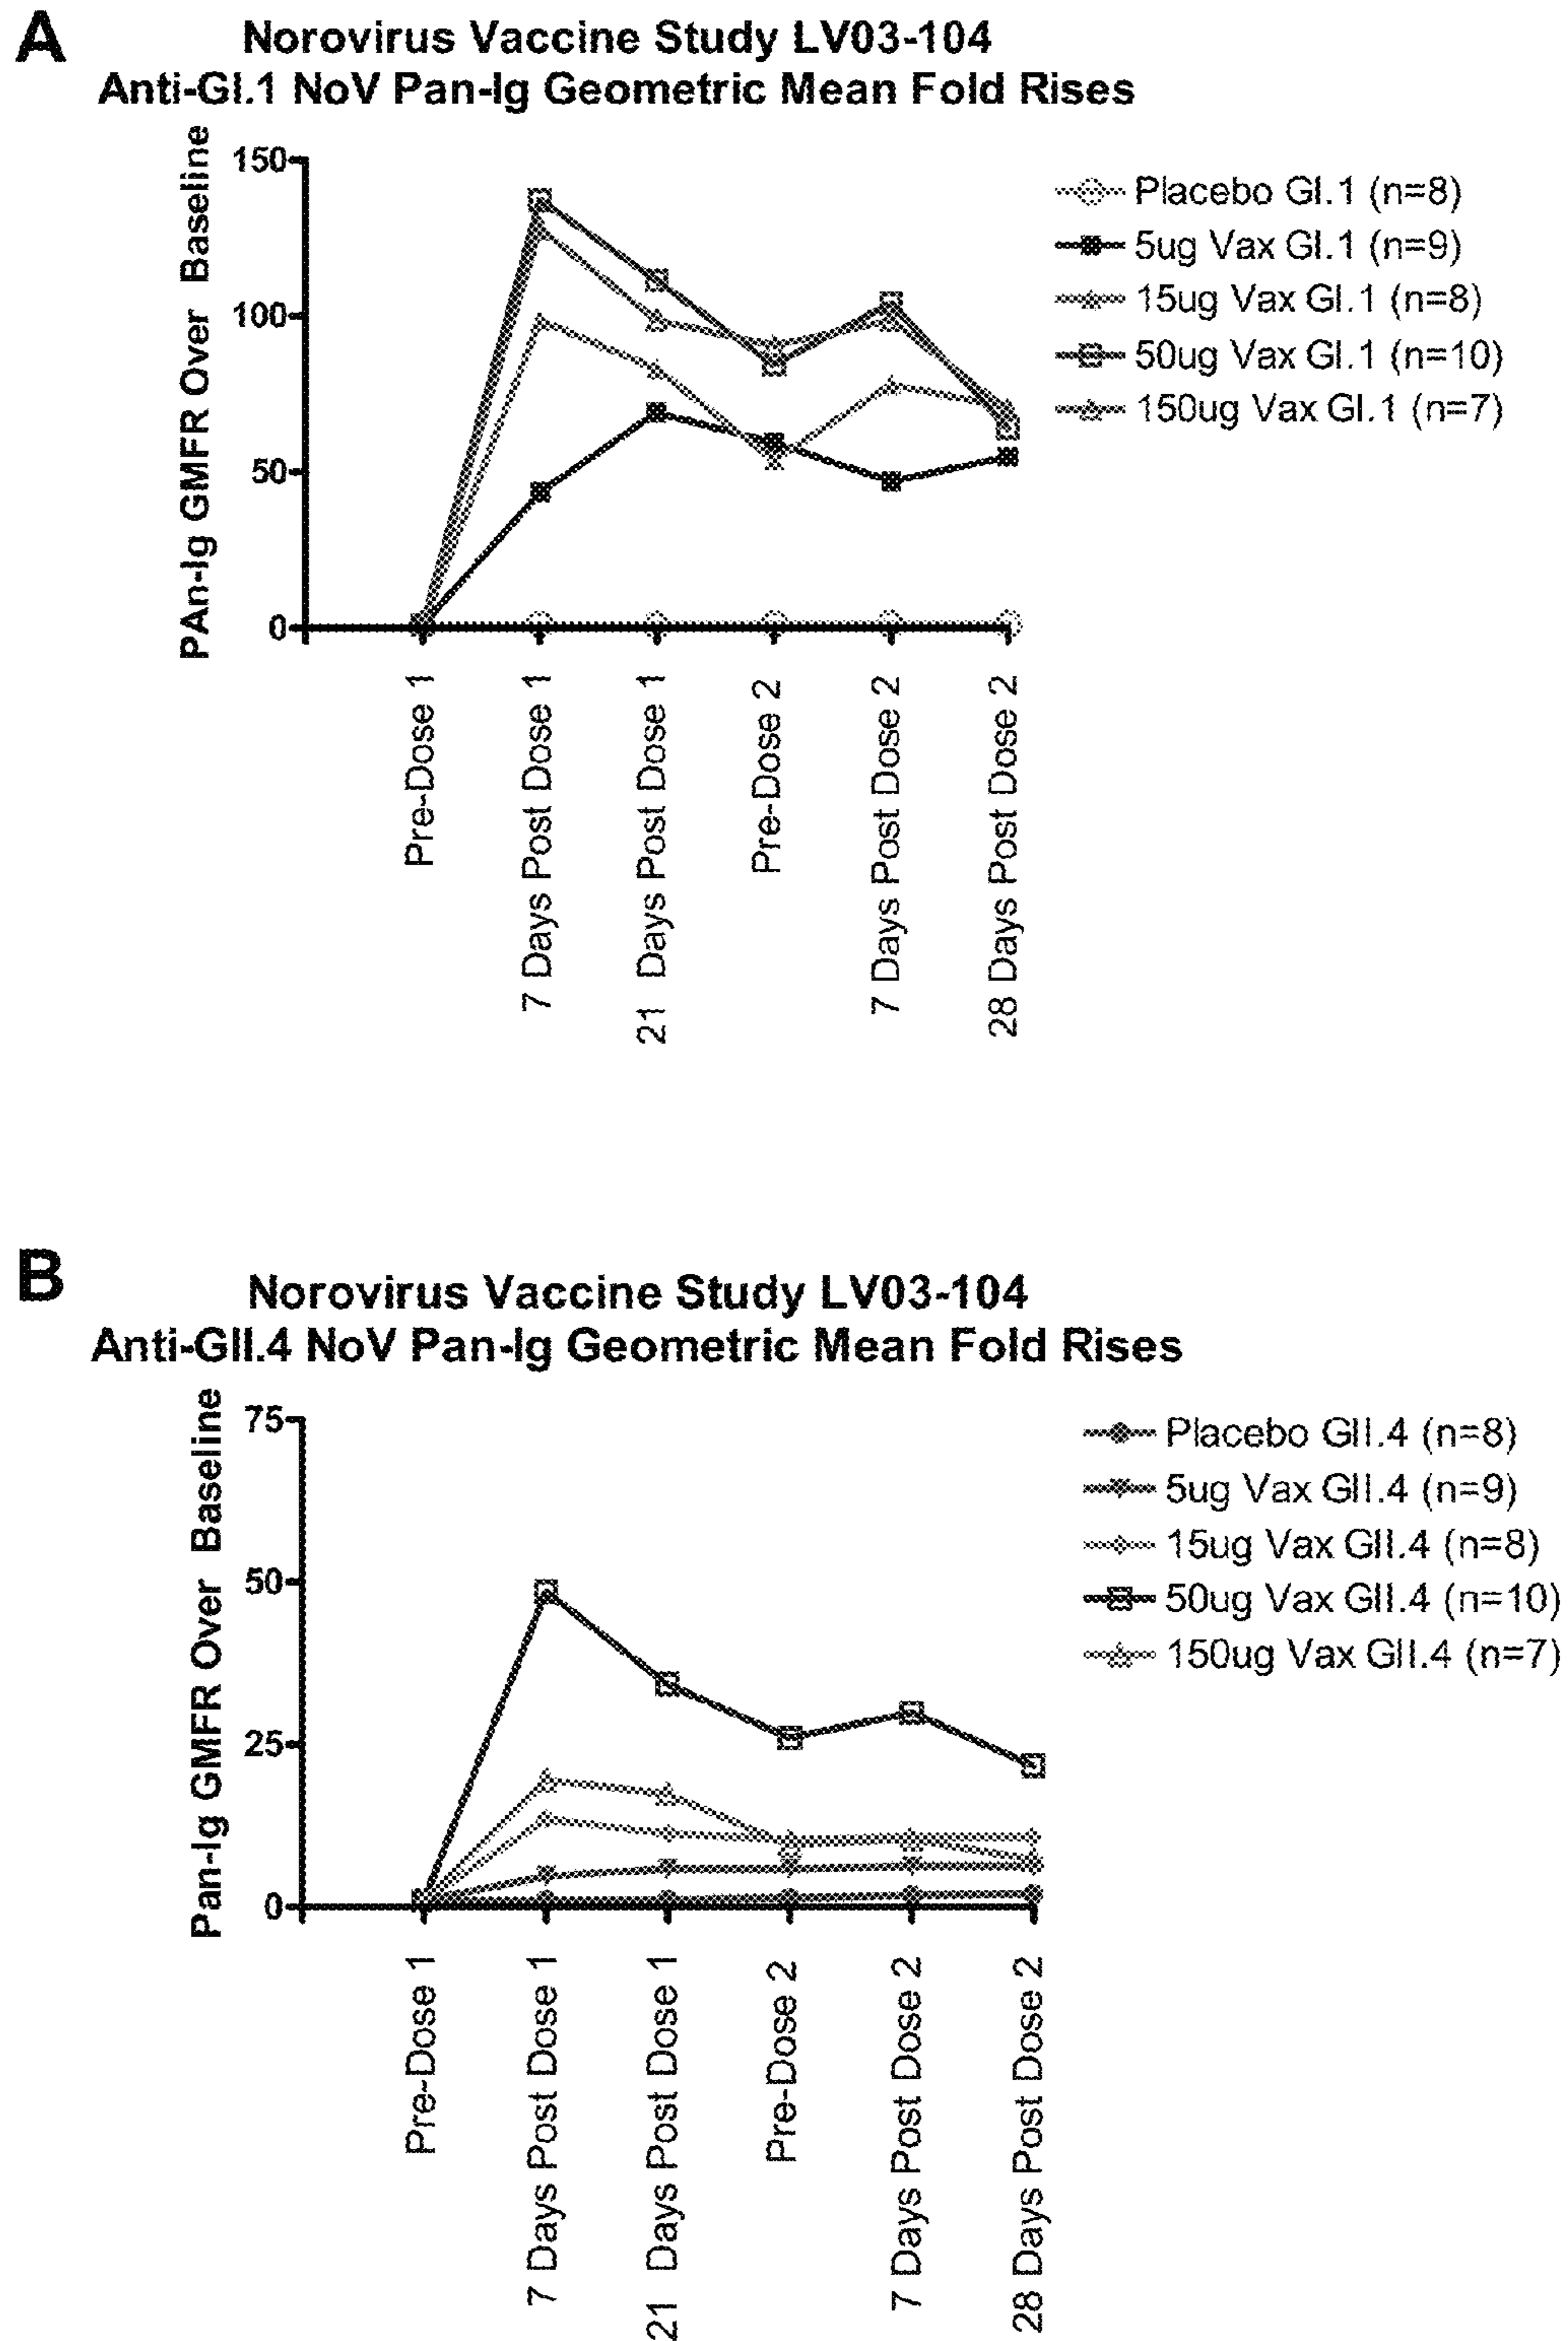 A
Norovirus Vaccine Study LV03-104
Anti-GI.1 NoV Pan-Ig Geometric Mean Fold Rises
PAn-Ig GMFR Over Baseline
150
100
50
0
Placebo GI.1 (n=8)
5ug Vax GI.1 (n=9)
15ug Vax GI.1 (n=8)
50ug Vax GI.1 (n=10)
150ug Vax GI.1 (n=7)
Pre-Dose 1
7 Days Post Dose 1
21 Days Post Dose 1
Pre-Dose 2
7 Days Post Dose 2
28 Days Post Dose 2
B
Norovirus Vaccine Study LV03-104
Anti-GII.4 NoV Pan-Ig Geometric Mean Fold Rises
Pan-Ig GMFR Over Baseline
75
50
25
0
Placebo GII.4 (n=8)
5ug Vax GII.4 (n=9)
15ug Vax GII.4 (n=8)
50ug Vax GII.4 (n=10)
150ug Vax GII.4 (n=7)
Pre-Dose 1
7 Days Post Dose 1
21 Days Post Dose 1
Pre-Dose 2
7 Days Post Dose 2
28 Days Post Dose 2